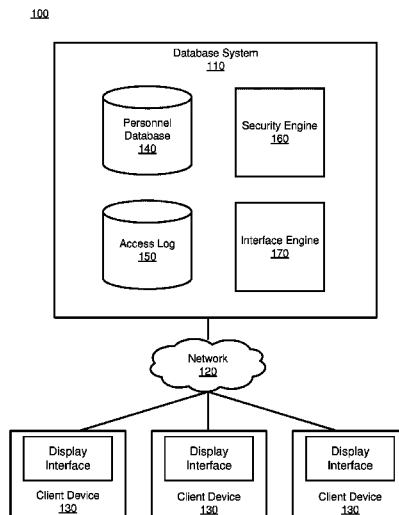 100
Database System
110
Personnel
Database
140
Security Engine
160
Access Log
150
Interface Engine
170
Network
120
Display
Interface
Client Device
130
Display
Interface
Client Device
130
Display
Interface
Client Device
130